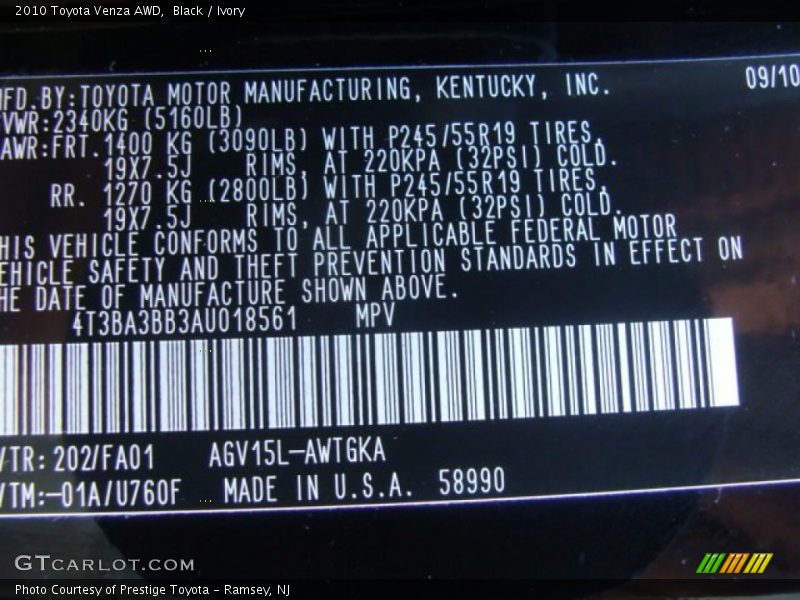 2010 Toyota Venza AWD,  Black / Ivory
MFD.BY:TOYOTA MOTOR MANUFACTURING, KENTUCKY, INC. 09/10
VWR:2340KG (5160LB)
AWR:FRT.1400 KG (3090LB) WITH P245/55R19 TIRES,
19X7.5J RIMS, AT 220KPA (32PSI) COLD.
RR. 1270 KG (2800LB) WITH P245/55R19 TIRES,
19X7.5J RIMS, AT 220KPA (32PSI) COLD.
HIS VEHICLE CONFORMS TO ALL APPLICABLE FEDERAL MOTOR
EHICLE SAFETY AND THEFT PREVENTION STANDARDS IN EFFECT ON
HE DATE OF MANUFACTURE SHOWN ABOVE.
4T3BA3BB3AU018561 MPV
/TR:202/FA01 AGV15L-AWTGKA
/TM:-01A/U760F MADE IN U.S.A. 58990
GTCARLOT.COM
Photo Courtesy of Prestige Toyota - Ramsey, NJ